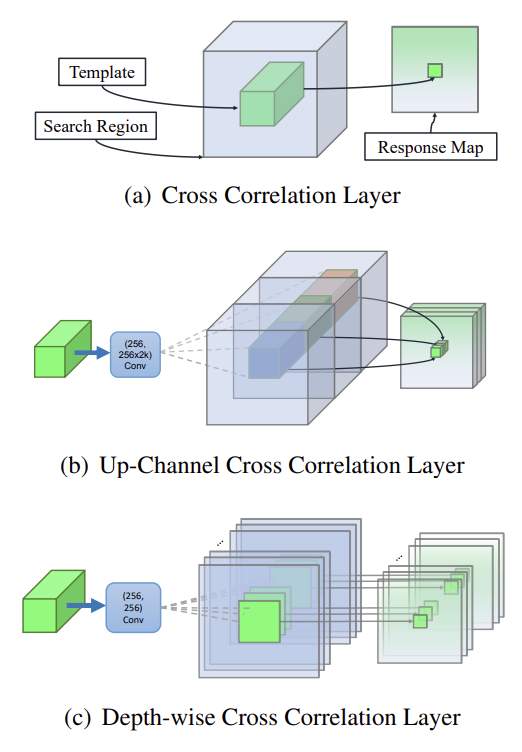 Template
Search Region
Response Map
(a) Cross Correlation Layer
(256,
256x2k)
Conv
(b) Up-Channel Cross Correlation Layer
(256,
256)
Conv
(c) Depth-wise Cross Correlation Layer